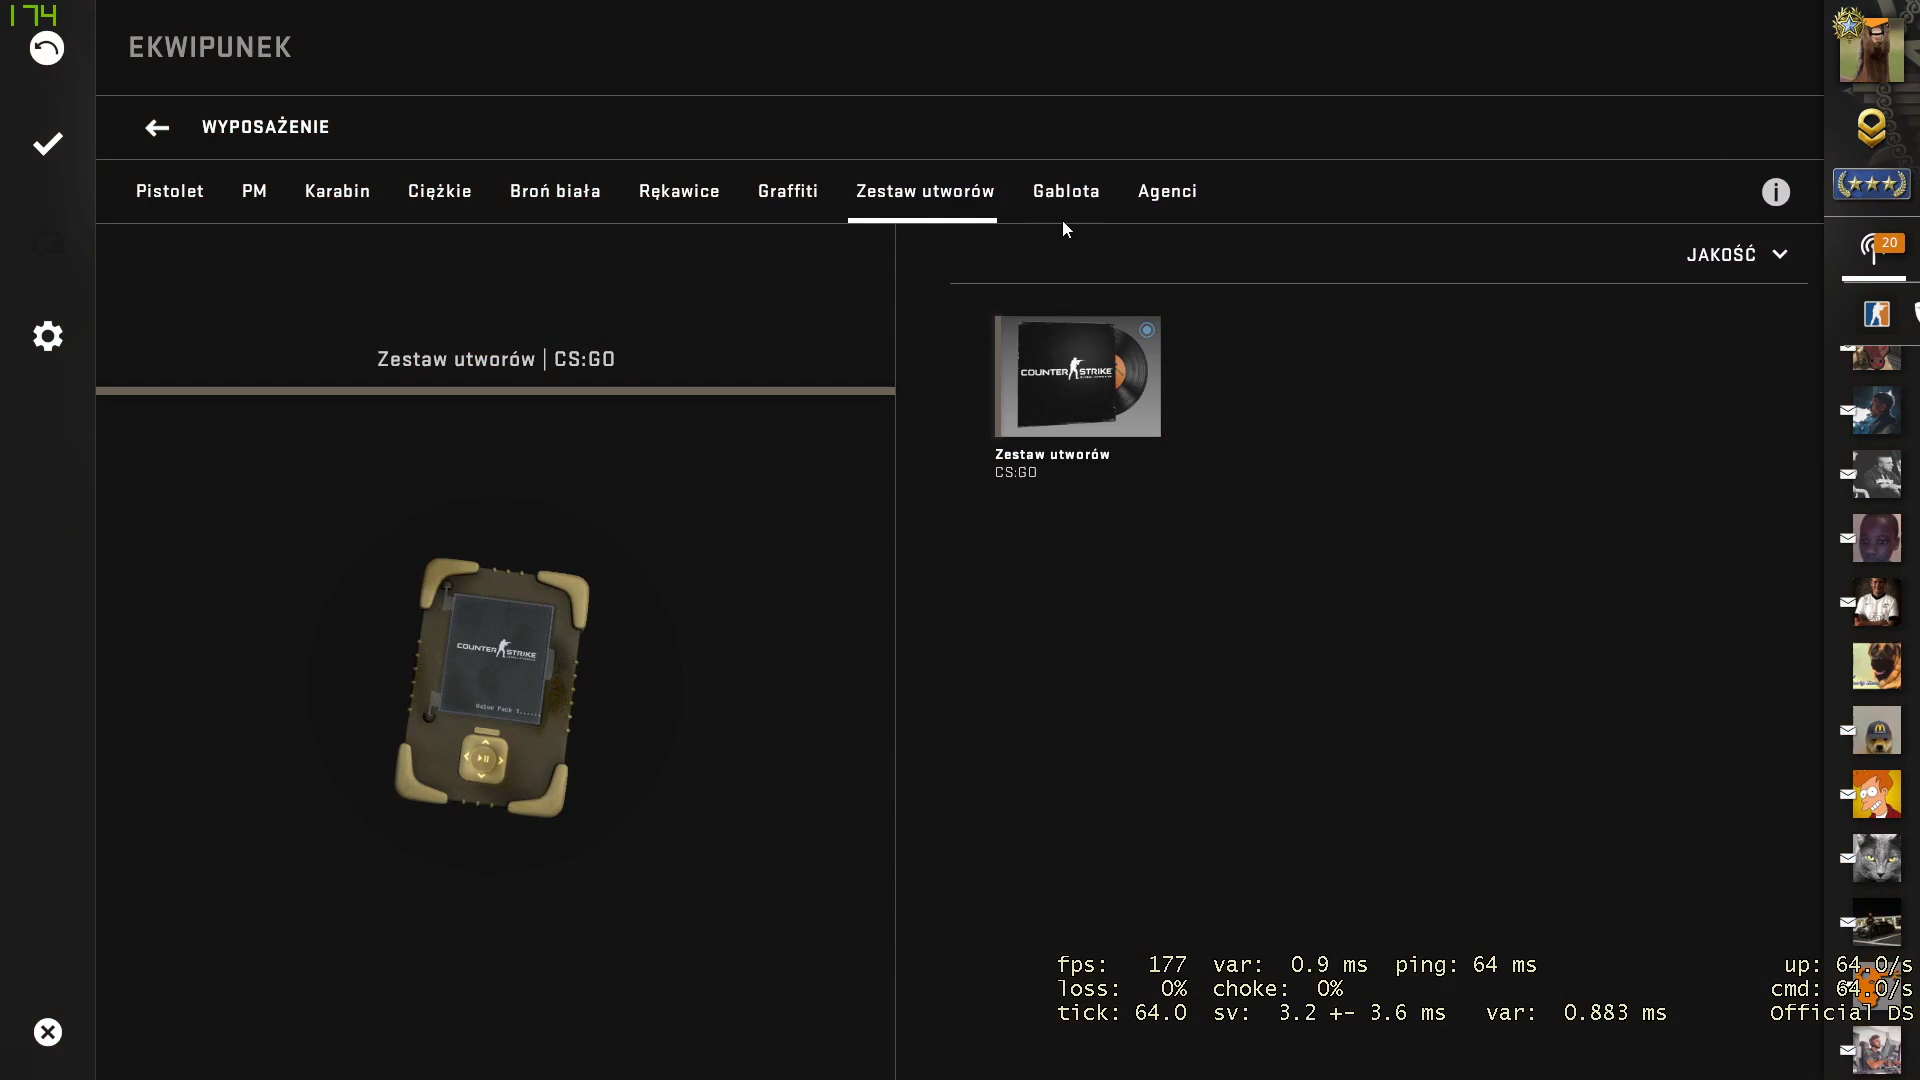 174
EKWIPUNEK
WYPOSAŻENIE
Pistolet PM Karabin Ciężkie Broń biała Rękawice Graffiti Zestaw utworów Gablota Agenci
i
20
JAKOŚĆ
Zestaw utworów | CS:GO
COUNTER STRIKE
Zestaw utworów
CS:GO
COUNTER STRIKE
Value Pack 1......
fps: 177 var: 0.9 ms ping: 64 ms up: 64.0/s
loss: 0% choke: 0% cmd: 64.0/s
tick: 64.0 sv: 3.2 +- 3.6 ms var: 0.883 ms Official DS